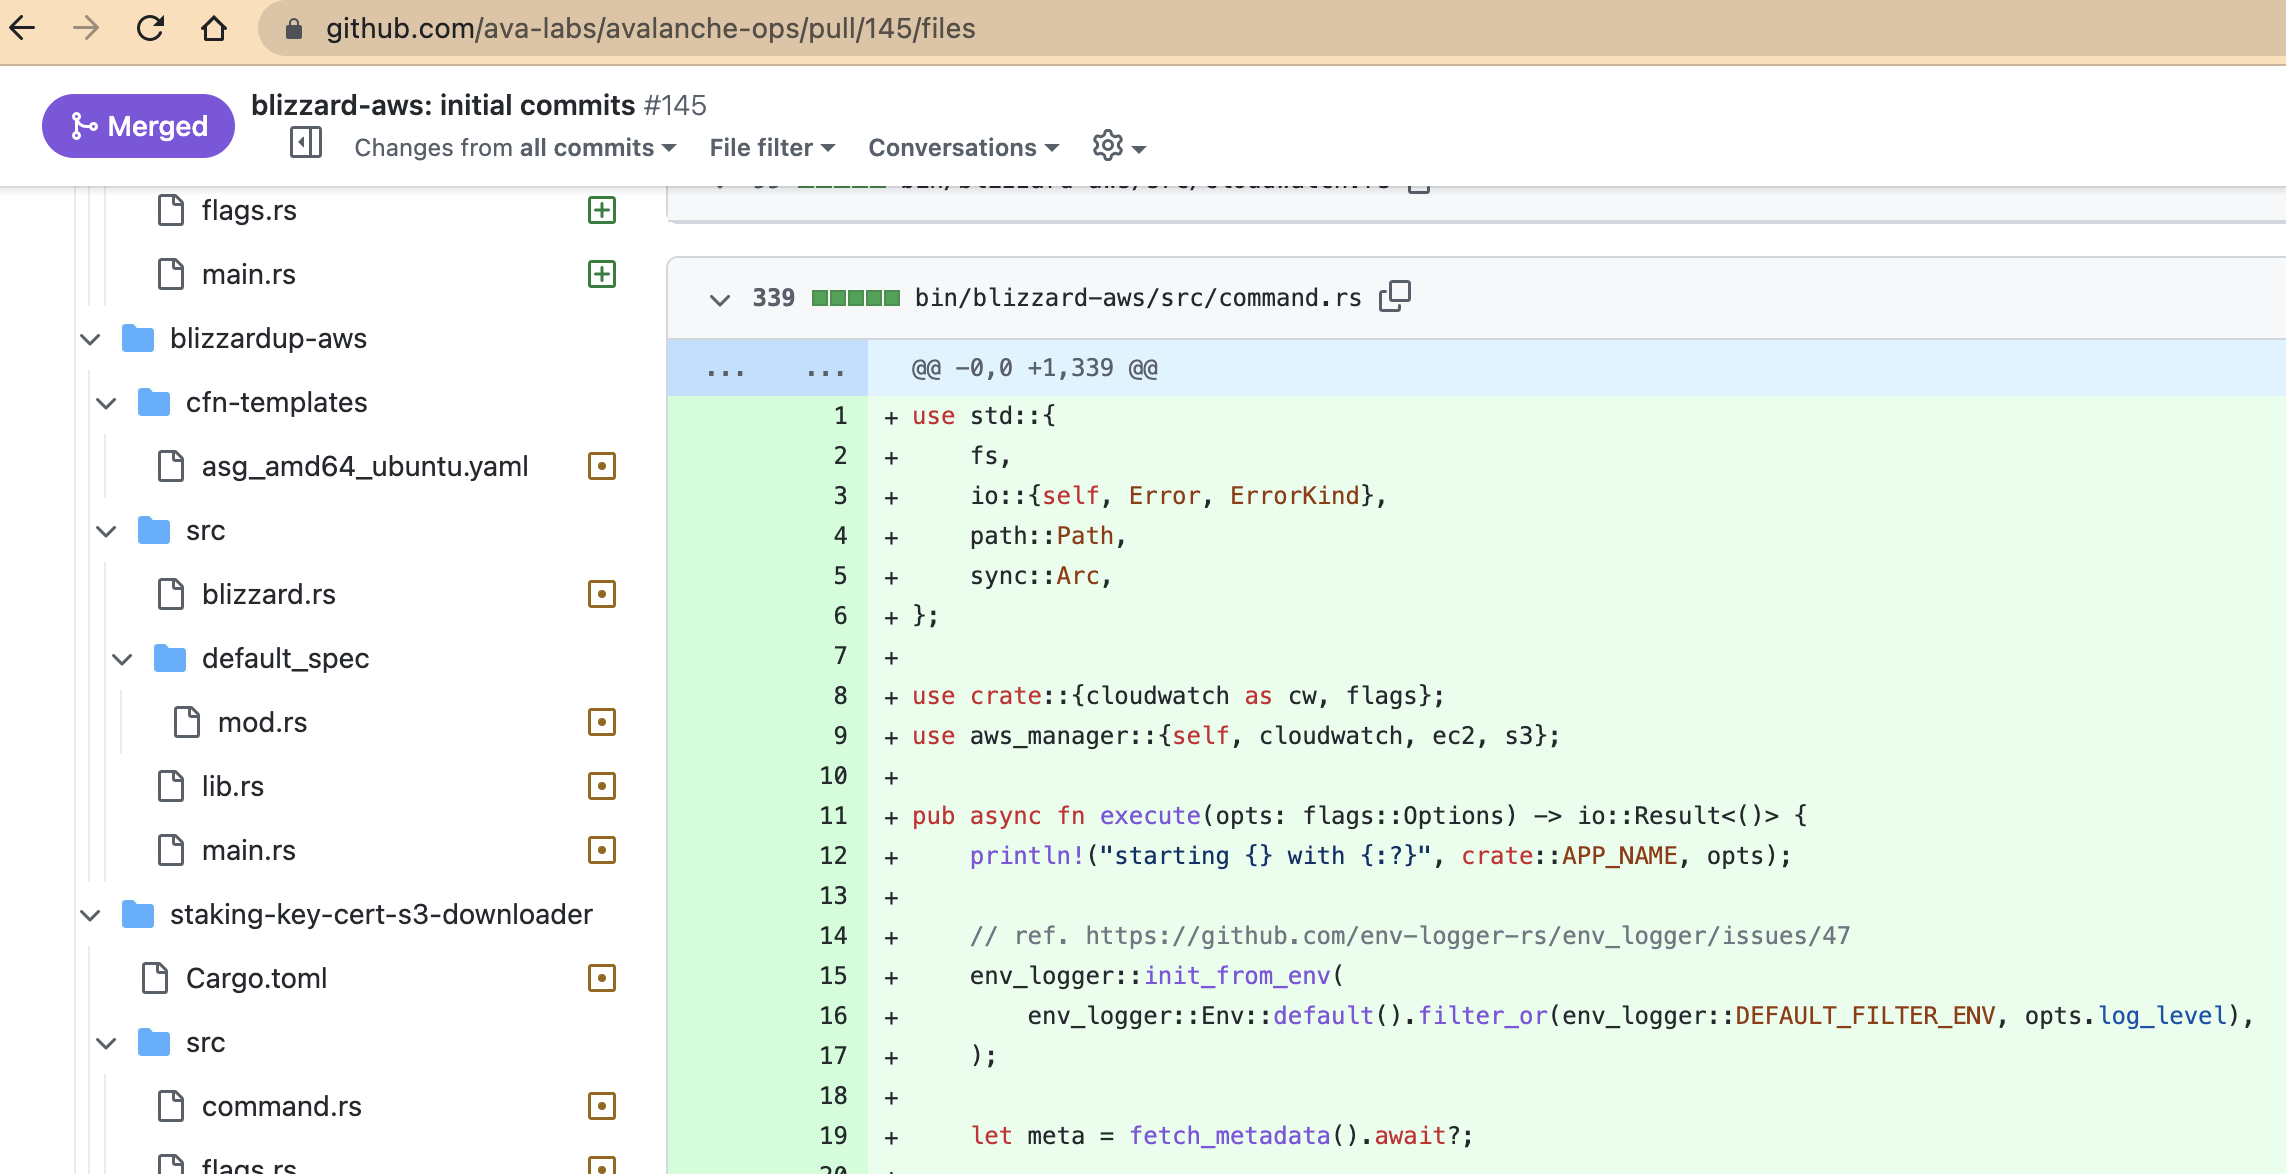 github.com/ava-labs/avalanche-ops/pull/145/files
Merged
blizzard-aws: initial commits #145
Changes from all commits
File filter
Conversations
flags.rs
main.rs
blizzardup-aws
cfn-templates
asg_amd64_ubuntu.yaml
src
blizzard.rs
default_spec
mod.rs
lib.rs
main.rs
staking-key-cert-s3-downloader
Cargo.toml
src
command.rs
flags.rs
bin/blizzard-aws/src/cloudwatch.rs
339 bin/blizzard-aws/src/command.rs
... ... @@ -0,0 +1,339 @@
1 + use std::{
2 +     fs,
3 +     io::{self, Error, ErrorKind},
4 +     path::Path,
5 +     sync::Arc,
6 + };
7 +
8 + use crate::{cloudwatch as cw, flags};
9 + use aws_manager::{self, cloudwatch, ec2, s3};
10 +
11 + pub async fn execute(opts: flags::Options) -> io::Result<()> {
12 +     println!("starting {} with {:?}", crate::APP_NAME, opts);
13 +
14 +     // ref. https://github.com/env-logger-rs/env_logger/issues/47
15 +     env_logger::init_from_env(
16 +         env_logger::Env::default().filter_or(env_logger::DEFAULT_FILTER_ENV, opts.log_level),
17 +     );
18 +
19 +     let meta = fetch_metadata().await?;
20 +